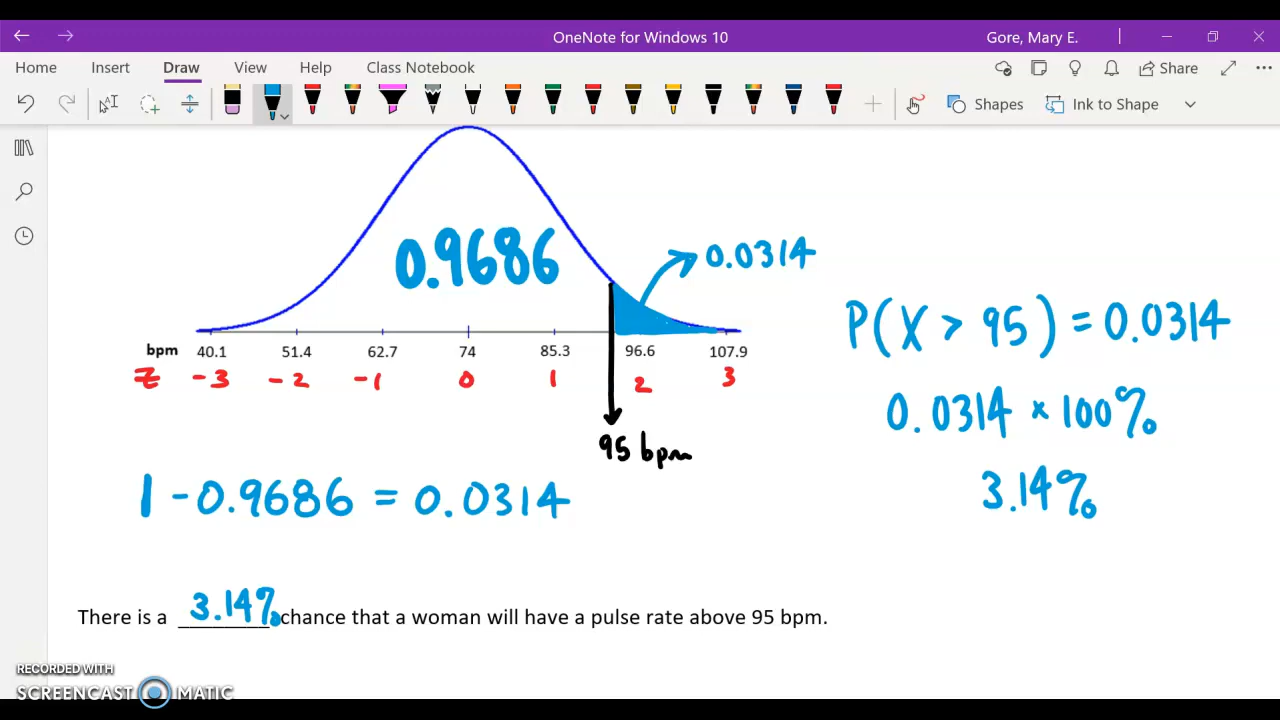 OneNote for Windows 10
Gore, Mary E.
Home Insert Draw View Help Class Notebook
Share
Shapes
Ink to Shape
0.9686
0.0314
bpm 40.1 51.4 62.7 74 85.3 96.6 107.9
Z -3 -2 -1 0 1 2 3
95 bpm
P(X > 95) = 0.0314
0.0314 × 100%
3.14%
1 - 0.9686 = 0.0314
There is a 3.14% chance that a woman will have a pulse rate above 95 bpm.
RECORDED WITH
SCREENCAST MATIC